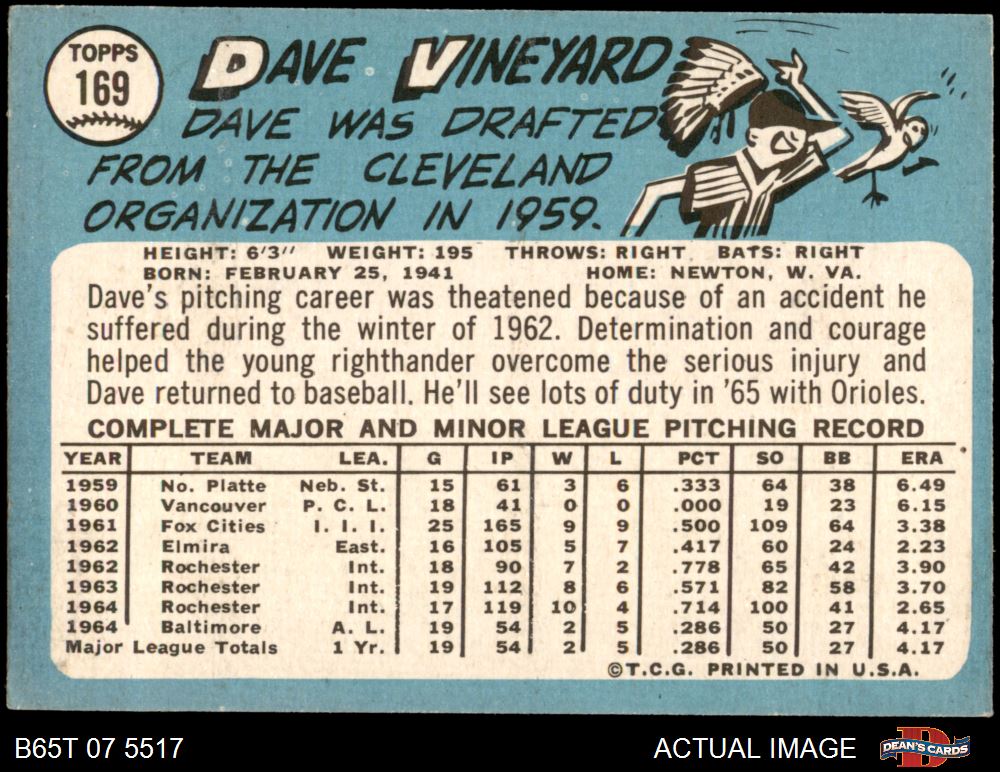 TOPPS
169
DAVE VINEYARD
DAVE WAS DRAFTED
FROM THE CLEVELAND
ORGANIZATION IN 1959.
HEIGHT: 6'3" WEIGHT: 195 THROWS: RIGHT BATS: RIGHT
BORN: FEBRUARY 25, 1941 HOME: NEWTON, W. VA.
Dave's pitching career was theatened because of an accident he
suffered during the winter of 1962. Determination and courage
helped the young righthander overcome the serious injury and
Dave returned to baseball. He'll see lots of duty in '65 with Orioles.
COMPLETE MAJOR AND MINOR LEAGUE PITCHING RECORD
YEAR TEAM LEA. G IP W L PCT SO BB ERA
1959 No. Platte Neb. St. 15 61 3 6 .333 64 38 6.49
1960 Vancouver P. C. L. 18 41 0 0 .000 19 23 6.15
1961 Fox Cities I. I. I. 25 165 9 9 .500 109 64 3.38
1962 Elmira East. 16 105 5 7 .417 60 24 2.23
1962 Rochester Int. 18 90 7 2 .778 65 42 3.90
1963 Rochester Int. 19 112 8 6 .571 82 58 3.70
1964 Rochester Int. 17 119 10 4 .714 100 41 2.65
1964 Baltimore A. L. 19 54 2 5 .286 50 27 4.17
Major League Totals 1 Yr. 19 54 2 5 .286 50 27 4.17
©T.C.G. PRINTED IN U.S.A.
B65T 07 5517 ACTUAL IMAGE DEAN'S CARDS